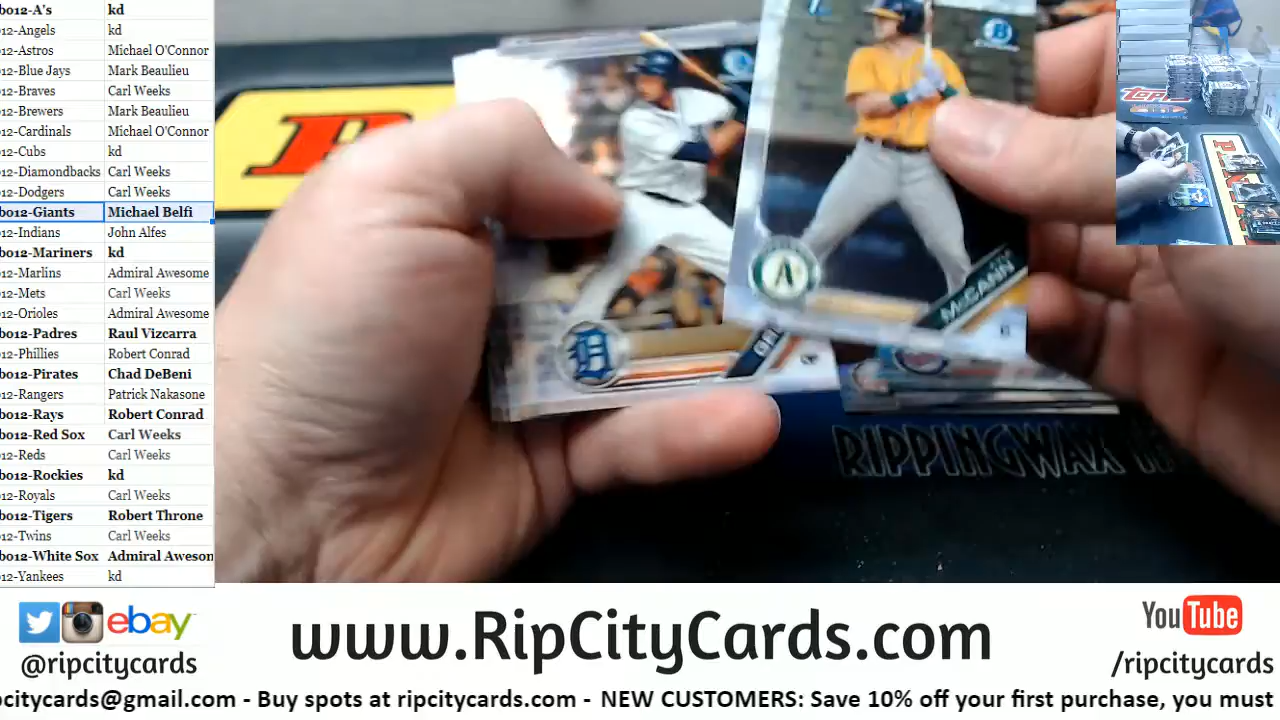 bo12-A's kd
12-Angels kd
12-Astros Michael O'Connor
12-Blue Jays Mark Beaulieu
12-Braves Carl Weeks
12-Brewers Mark Beaulieu
12-Cardinals Michael O'Connor
12-Cubs kd
12-Diamondbacks Carl Weeks
12-Dodgers Carl Weeks
bo12-Giants Michael Belfi
12-Indians John Alfes
bo12-Mariners kd
12-Marlins Admiral Awesome
12-Mets Carl Weeks
12-Orioles Admiral Awesome
bo12-Padres Raul Vizcarra
12-Phillies Robert Conrad
bo12-Pirates Chad DeBeni
12-Rangers Patrick Nakasone
bo12-Rays Robert Conrad
bo12-Red Sox Carl Weeks
12-Reds Carl Weeks
bo12-Rockies kd
12-Royals Carl Weeks
bo12-Tigers Robert Throne
12-Twins Carl Weeks
bo12-White Sox Admiral Aweson
12-Yankees kd
McCANN
A
D
B
TOPPS
RIPPINGWAX
ebay
@ripcitycards
www.RipCityCards.com
YouTube
/ripcitycards
citycards@gmail.com - Buy spots at ripcitycards.com - NEW CUSTOMERS: Save 10% off your first purchase, you must